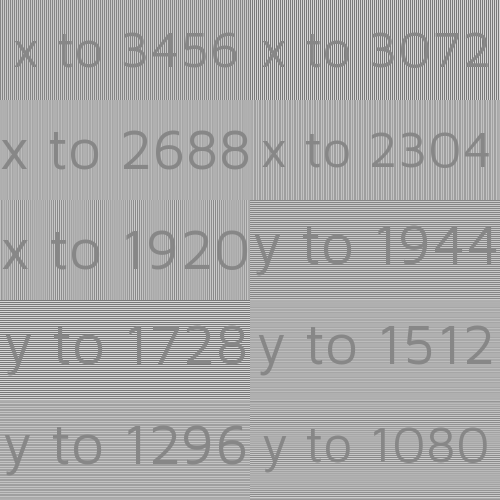 x to 3456 x to 3072
x to 2688 x to 2304
x to 1920 y to 1944
y to 1728 y to 1512
y to 1296 y to 1080